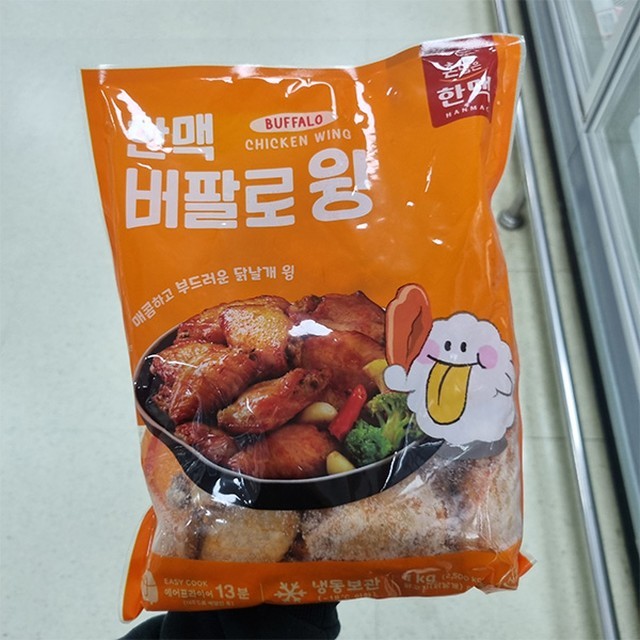 한맥
HANMAC
한맥
BUFFALO
CHICKEN WING
버팔로 윙
매콤하고 부드러운 닭날개 윙
EASY COOK
에어프라이어 13분
냉동보관
1 kg